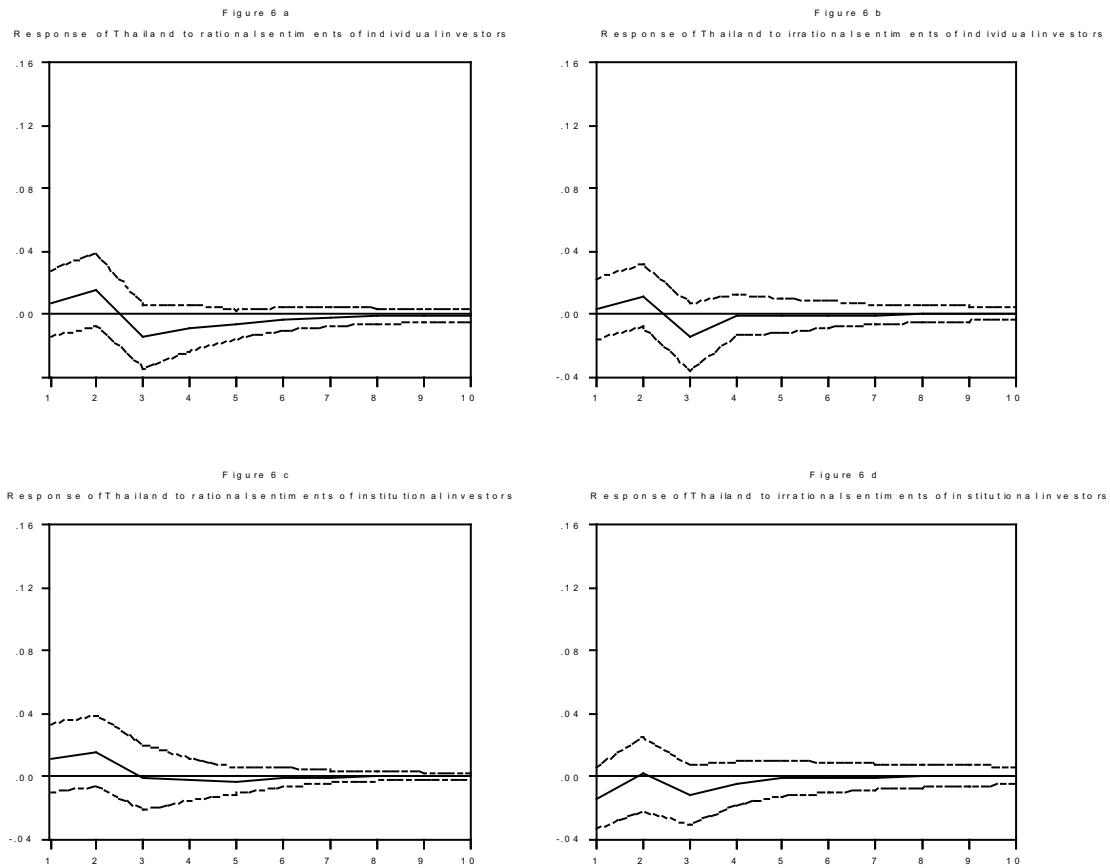 Figure 6 a
Response of Thailand to rational sentiments of individual investors
.16
.12
.08
.04
.00
1 2 3 4 5 6 7 8 9 10
Figure 6 b
Response of Thailand to irrational sentiments of individual investors
.16
.12
.08
.04
.00
-.04
1 2 3 4 5 6 7 8 9 10
Figure 6 c
Response of Thailand to rational sentiments of institutional investors
.16
.12
.08
.04
.00
-.04
1 2 3 4 5 6 7 8 9 10
Figure 6 d
Response of Thailand to irrational sentiments of institutional investors
.16
.12
.08
.04
.00
-.04
1 2 3 4 5 6 7 8 9 10